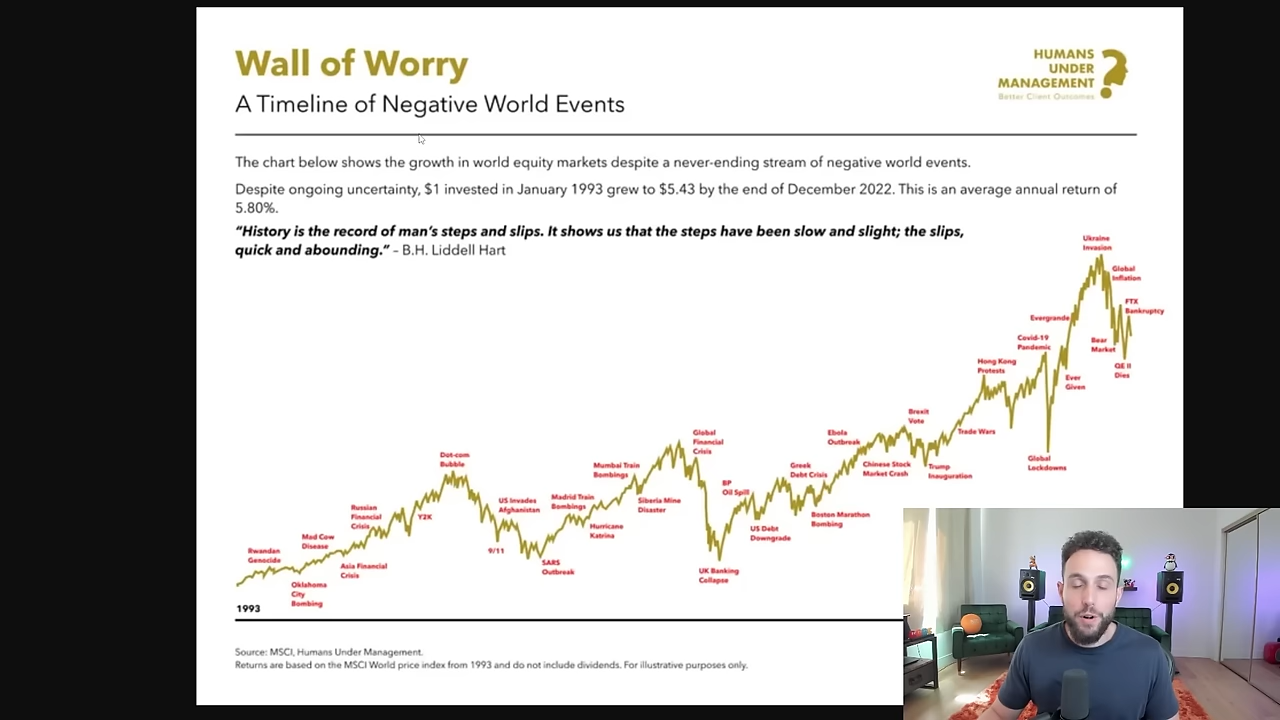 Wall of Worry
HUMANS
UNDER
MANAGEMENT
Better Client Outcomes
A Timeline of Negative World Events
The chart below shows the growth in world equity markets despite a never-ending stream of negative world events.
Despite ongoing uncertainty, $1 invested in January 1993 grew to $5.43 by the end of December 2022. This is an average annual return of
5.80%.
“History is the record of man’s steps and slips. It shows us that the steps have been slow and slight; the slips,
quick and abounding.” – B.H. Liddell Hart
Ukraine
Invasion
Global
Inflation
FTX
Bankruptcy
Evergrande
Covid-19
Pandemic
Bear
Market
Hong Kong
Protests
QE II
Dies
Ever
Given
Brexit
Vote
Trade Wars
Global
Financial
Crisis
Ebola
Outbreak
Dot-com
Bubble
Global
Lockdowns
Mumbai Train
Bombings
Greek
Debt Crisis
Chinese Stock
Market Crash
Trump
Inauguration
BP
Oil Spill
US Invades
Afghanistan
Madrid Train
Bombings
Siberia Mine
Disaster
Russian
Financial
Crisis
Y2K
Boston Marathon
Bombing
Hurricane
Katrina
US Debt
Downgrade
Mad Cow
Disease
Rwandan
Genocide
9/11
Asia Financial
Crisis
SARS
Outbreak
UK Banking
Collapse
Oklahoma
City
Bombing
1993
Source: MSCI, Humans Under Management.
Returns are based on the MSCI World price index from 1993 and do not include dividends. For illustrative purposes only.